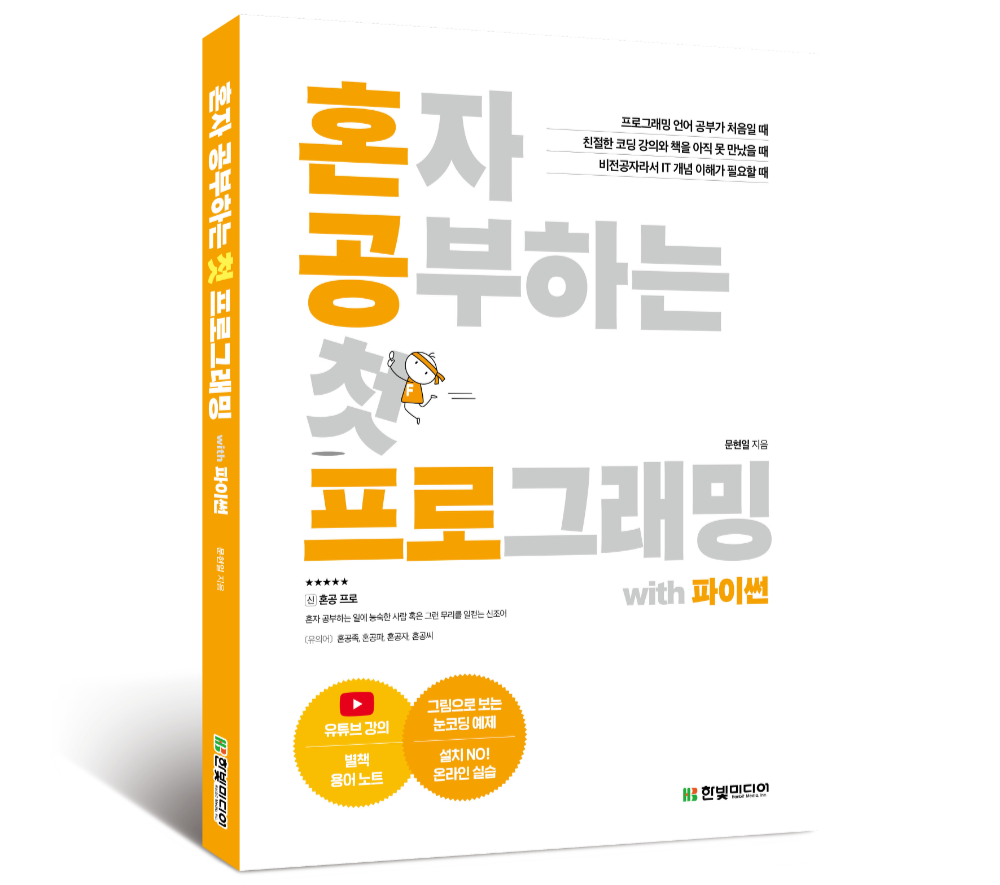 혼자 공부하는 첫 프로그래밍 with 파이썬 문현일 지음
한빛미디어
프로그래밍 언어 공부가 처음일 때
친절한 코딩 강의와 책을 아직 못 만났을 때
비전공자라서 IT 개념 이해가 필요할 때
혼자
공부하는
첫
F
문현일 지음
프로그래밍
with 파이썬
★★★★★
신 혼공 프로
혼자 공부하는 일에 능숙한 사람 혹은 그런 무리를 일컫는 신조어
(유의어) 혼공족, 혼공파, 혼공자, 혼공씨
유튜브 강의
별책
용어 노트
그림으로 보는
눈코딩 예제
설치 NO!
온라인 실습
한빛미디어
Hanbit Media, Inc.